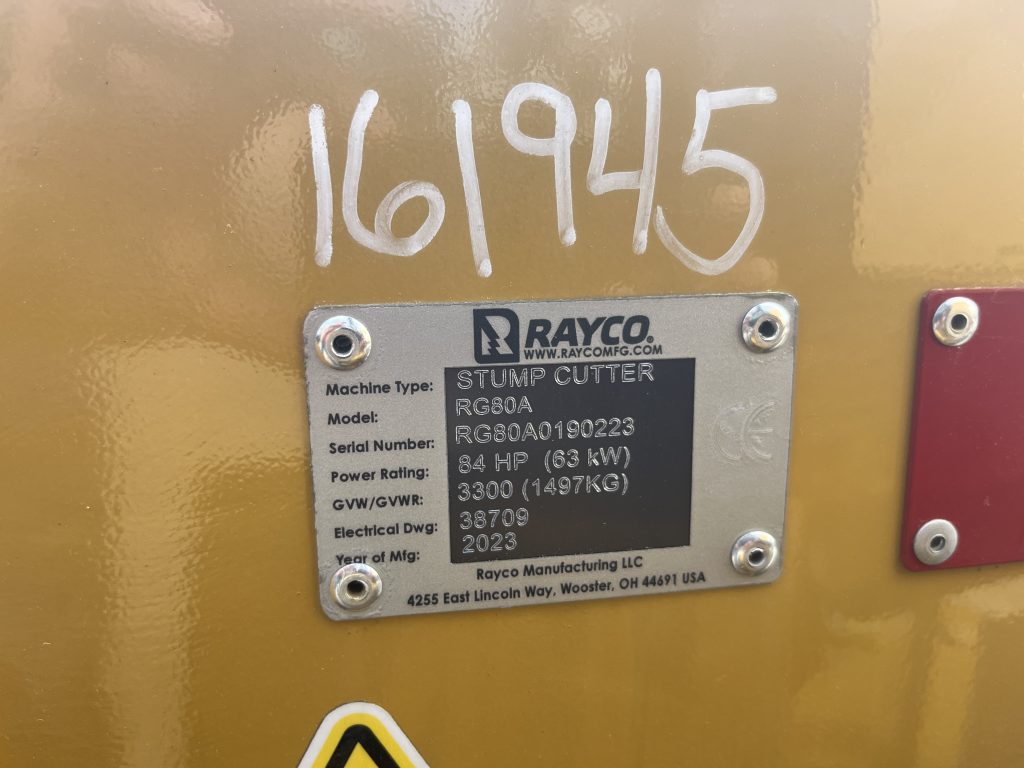 161945
RAYCO.
WWW.RAYCOMFG.COM
Machine Type: STUMP CUTTER
Model: RG80A
Serial Number: RG80A0190223
Power Rating: 84 HP (63 kW)
GVW/GVWR: 3300 (1497KG)
Electrical Dwg: 38709
Year of Mfg: 2023
CE
Rayco Manufacturing LLC
4255 East Lincoln Way, Wooster, OH 44691 USA